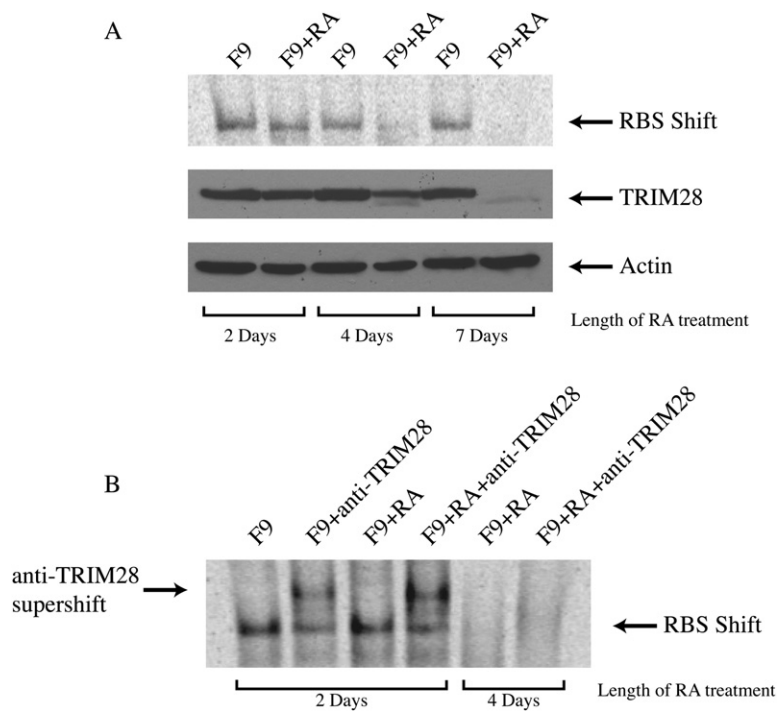 A
F9
F9+RA
F9
F9+RA
F9
F9+RA
RBS Shift
TRIM28
Actin
2 Days
4 Days
7 Days
Length of RA treatment
B
F9
F9+anti-TRIM28
F9+RA
F9+RA+anti-TRIM28
F9+RA
F9+RA+anti-TRIM28
anti-TRIM28
supershift
RBS Shift
2 Days
4 Days
Length of RA treatment